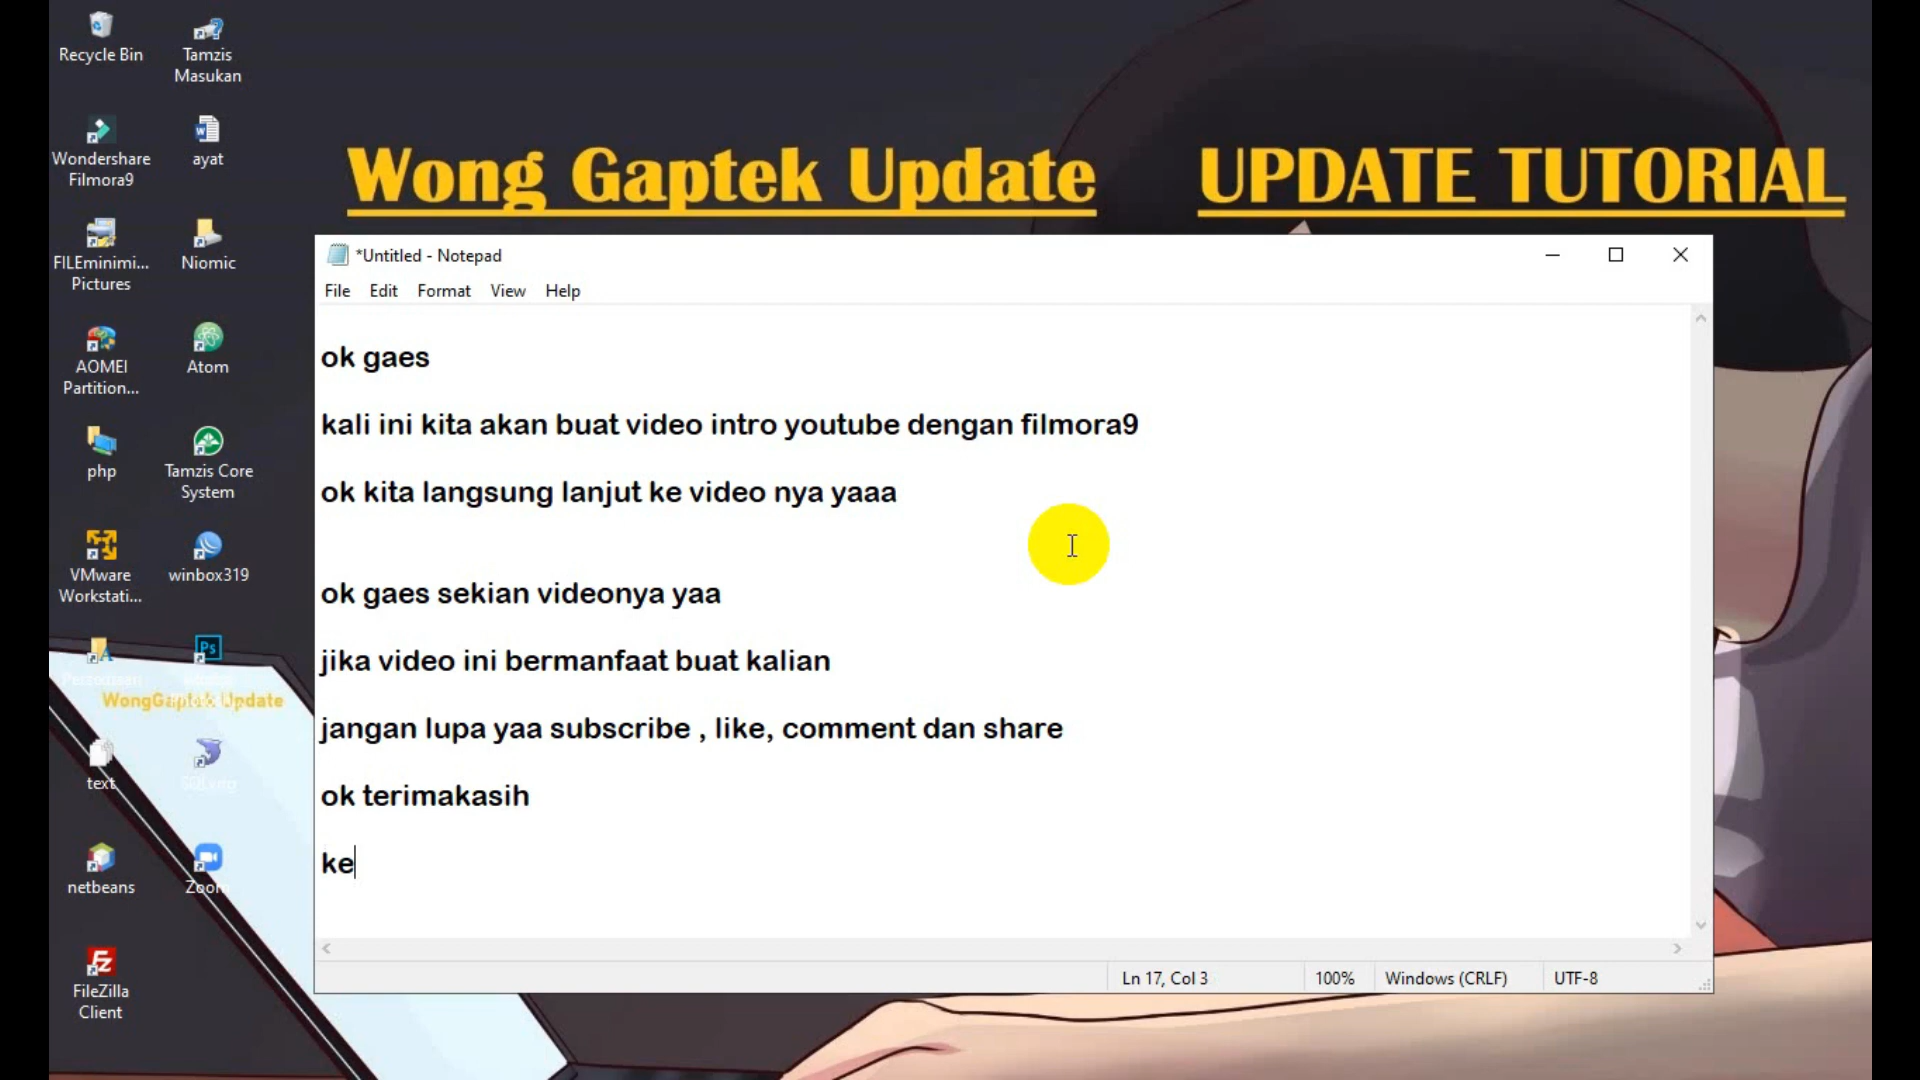 Recycle Bin
Tamzis
Masukan
Wondershare
Filmora9
ayat
FILEminimi...
Pictures
Niomic
AOMEI
Partition...
Atom
php
Tamzis Core
System
VMware
Workstati...
winbox319
WongGaptek Update
text
netbeans
Zoom
FileZilla
Client
Wong Gaptek Update
UPDATE TUTORIAL
*Untitled - Notepad
File Edit Format View Help
ok gaes
kali ini kita akan buat video intro youtube dengan filmora9
ok kita langsung lanjut ke video nya yaaa
ok gaes sekian videonya yaa
jika video ini bermanfaat buat kalian
jangan lupa yaa subscribe , like, comment dan share
ok terimakasih
ke
Ln 17, Col 3
100%
Windows (CRLF)
UTF-8
Ps